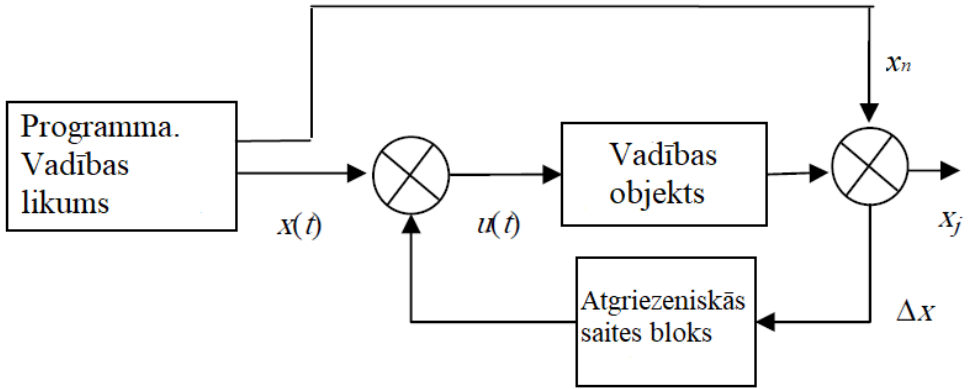 xn
Programma.
Vadības
likums
Vadības
objekts
x(t)
u(t)
xj
Atgriezeniskās
saites bloks
Δx